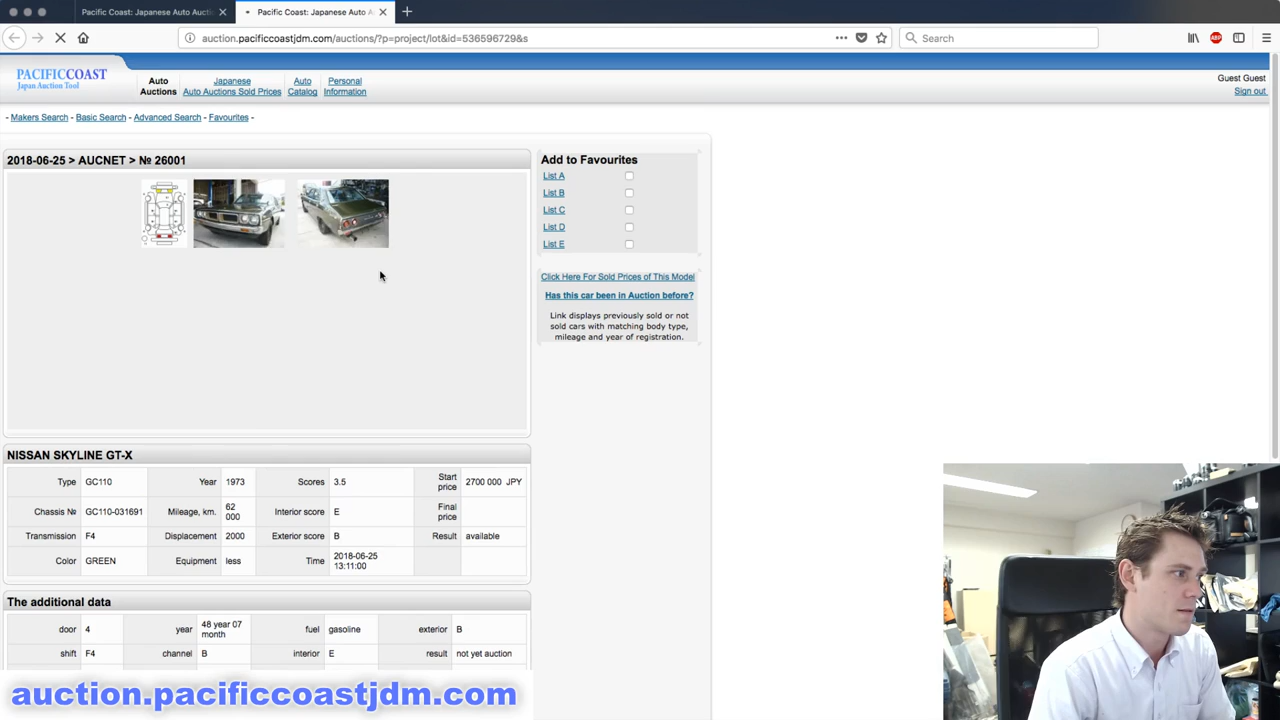 Pacific Coast: Japanese Auto Aucti
Pacific Coast: Japanese Auto A
auction.pacificcoastjdm.com/auctions/?p=project/lot&id=536596729&s
Search
ABP
PACIFICCOAST
Japan Auction Tool
Auto Auctions
Japanese Auto Auctions Sold Prices
Auto Catalog
Personal Information
Guest Guest
Sign out
- Makers Search - Basic Search - Advanced Search - Favourites -
2018-06-25 > AUCNET > № 26001
Add to Favourites
List A
List B
List C
List D
List E
Click Here For Sold Prices of This Model
Has this car been in Auction before?
Link displays previously sold or not
sold cars with matching body type,
mileage and year of registration.
NISSAN SKYLINE GT-X
Type GC110 Year 1973 Scores 3.5 Start price 2700 000 JPY
Chassis № GC110-031691 Mileage, km. 62 000 Interior score E Final price
Transmission F4 Displacement 2000 Exterior score B Result available
Color GREEN Equipment less Time 2018-06-25 13:11:00
The additional data
door 4 year 48 year 07 month fuel gasoline exterior B
shift F4 channel B interior E result not yet auction
auction.pacificcoastjdm.com